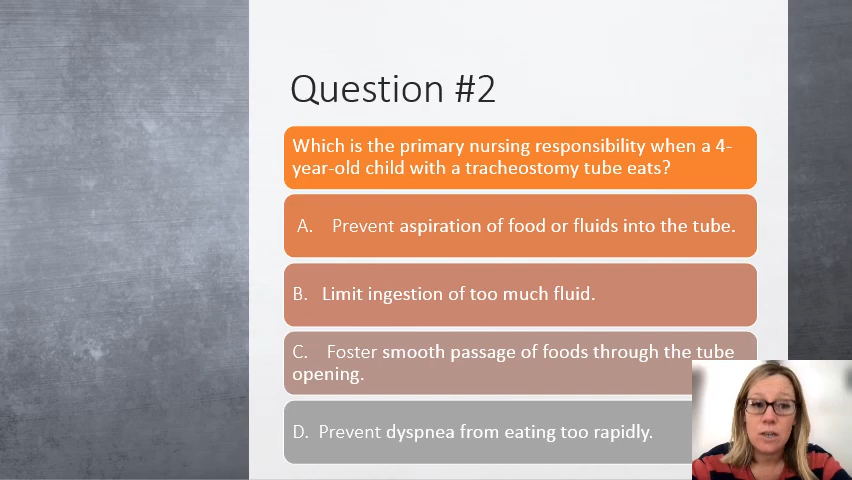 Question #2
Which is the primary nursing responsibility when a 4-
year-old child with a tracheostomy tube eats?
A. Prevent aspiration of food or fluids into the tube.
B. Limit ingestion of too much fluid.
C. Foster smooth passage of foods through the tube
opening.
D. Prevent dyspnea from eating too rapidly.